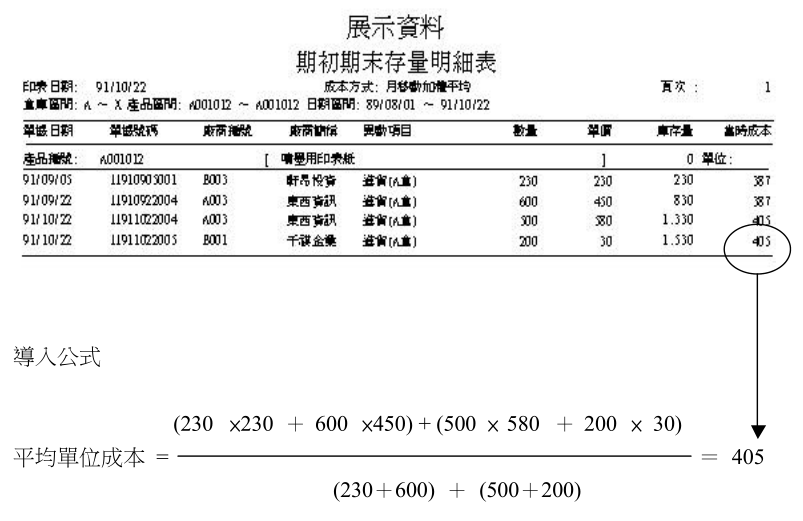 展示資料
期初期末存量明細表
印表日期: 91/10/22 成本方式: 月移動加權平均 頁次 : 1
倉庫區間: A ～ X 產品區間: A001012 ～ A001012 日期區間: 89/08/01 ～ 91/10/22
單據日期 單據號碼 廠商編號 廠商簡稱 異動項目 數量 單價 庫存量 當時成本
產品編號: A001012 [ 噴墨用印表紙 ] 0 單位:
91/09/05 11910905001 B003 軒昂投資 進貨(A倉) 230 230 230 387
91/09/22 11910922004 A003 東西資訊 進貨(A倉) 600 450 830 387
91/10/22 11911022004 A003 東西資訊 進貨(A倉) 500 580 1.330 405
91/10/22 11911022005 B001 千祺企業 進貨(A倉) 200 30 1.530 405
導入公式
(230 ×230 + 600 ×450) + (500 × 580 + 200 × 30)
平均單位成本 = = 405
(230+600) + (500+200)